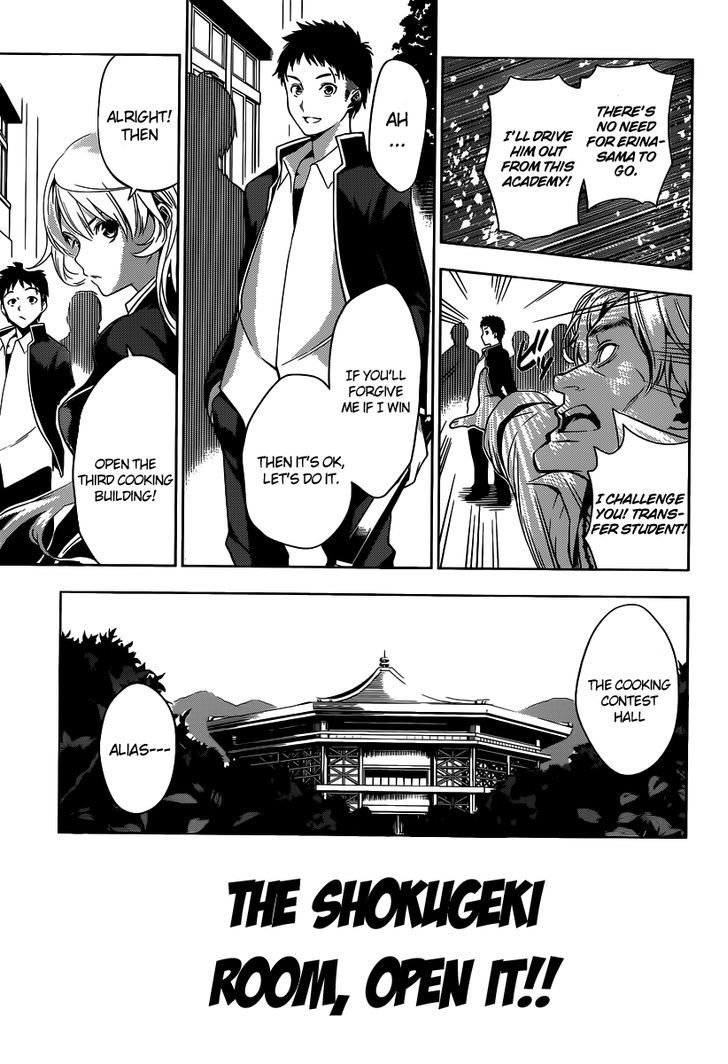 THERE'S
NO NEED
FOR ERINA-
SAMA TO
GO.
I'LL DRIVE
HIM OUT
FROM THIS
ACADEMY!
ビッ
I CHALLENGE
YOU! TRANS-
FER STUDENT!
AH
...
IF YOU'LL
FORGIVE
ME IF I WIN
THEN IT'S OK,
LET'S DO IT.
ALRIGHT!
THEN
OPEN THE
THIRD COOKING
BUILDING!
THE COOKING
CONTEST
HALL
ALIAS---
THE SHOKUGEKI
ROOM, OPEN IT!!